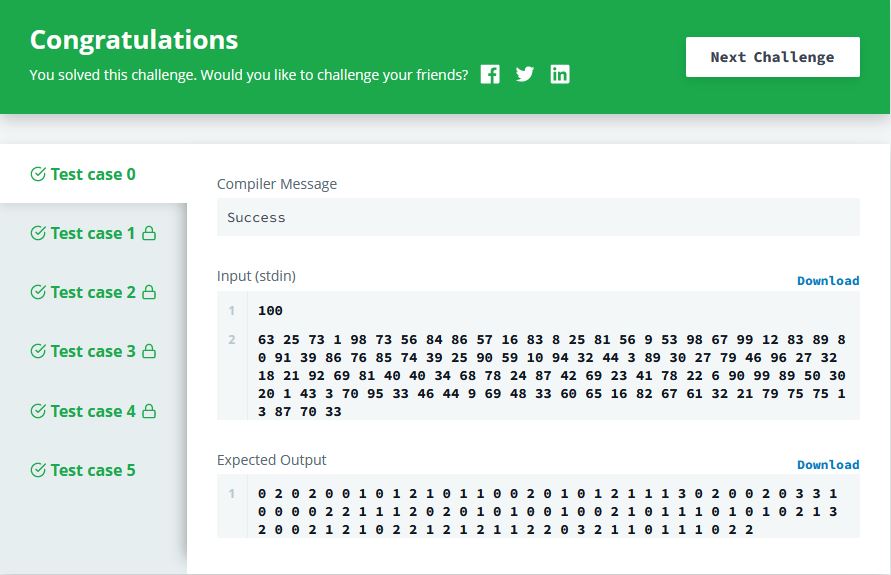 Congratulations
You solved this challenge. Would you like to challenge your friends?
Next Challenge
Test case 0
Test case 1
Test case 2
Test case 3
Test case 4
Test case 5
Compiler Message
Success
Input (stdin)
Download
1 100
2 63 25 73 1 98 73 56 84 86 57 16 83 8 25 81 56 9 53 98 67 99 12 83 89 8
0 91 39 86 76 85 74 39 25 90 59 10 94 32 44 3 89 30 27 79 46 96 27 32
18 21 92 69 81 40 40 34 68 78 24 87 42 69 23 41 78 22 6 90 99 89 50 30
20 1 43 3 70 95 33 46 44 9 69 48 33 60 65 16 82 67 61 32 21 79 75 75 1
3 87 70 33
Expected Output
Download
1 0 2 0 2 0 0 1 0 1 2 1 0 1 1 0 0 2 0 1 0 1 2 1 1 1 3 0 2 0 0 2 0 3 3 1
0 0 0 0 2 2 1 1 1 2 0 2 0 1 0 1 0 0 1 0 0 2 1 0 1 1 1 0 1 0 1 0 2 1 3
2 0 0 2 1 2 1 0 2 2 1 2 1 2 1 1 2 2 0 3 2 1 1 0 1 1 1 0 2 2